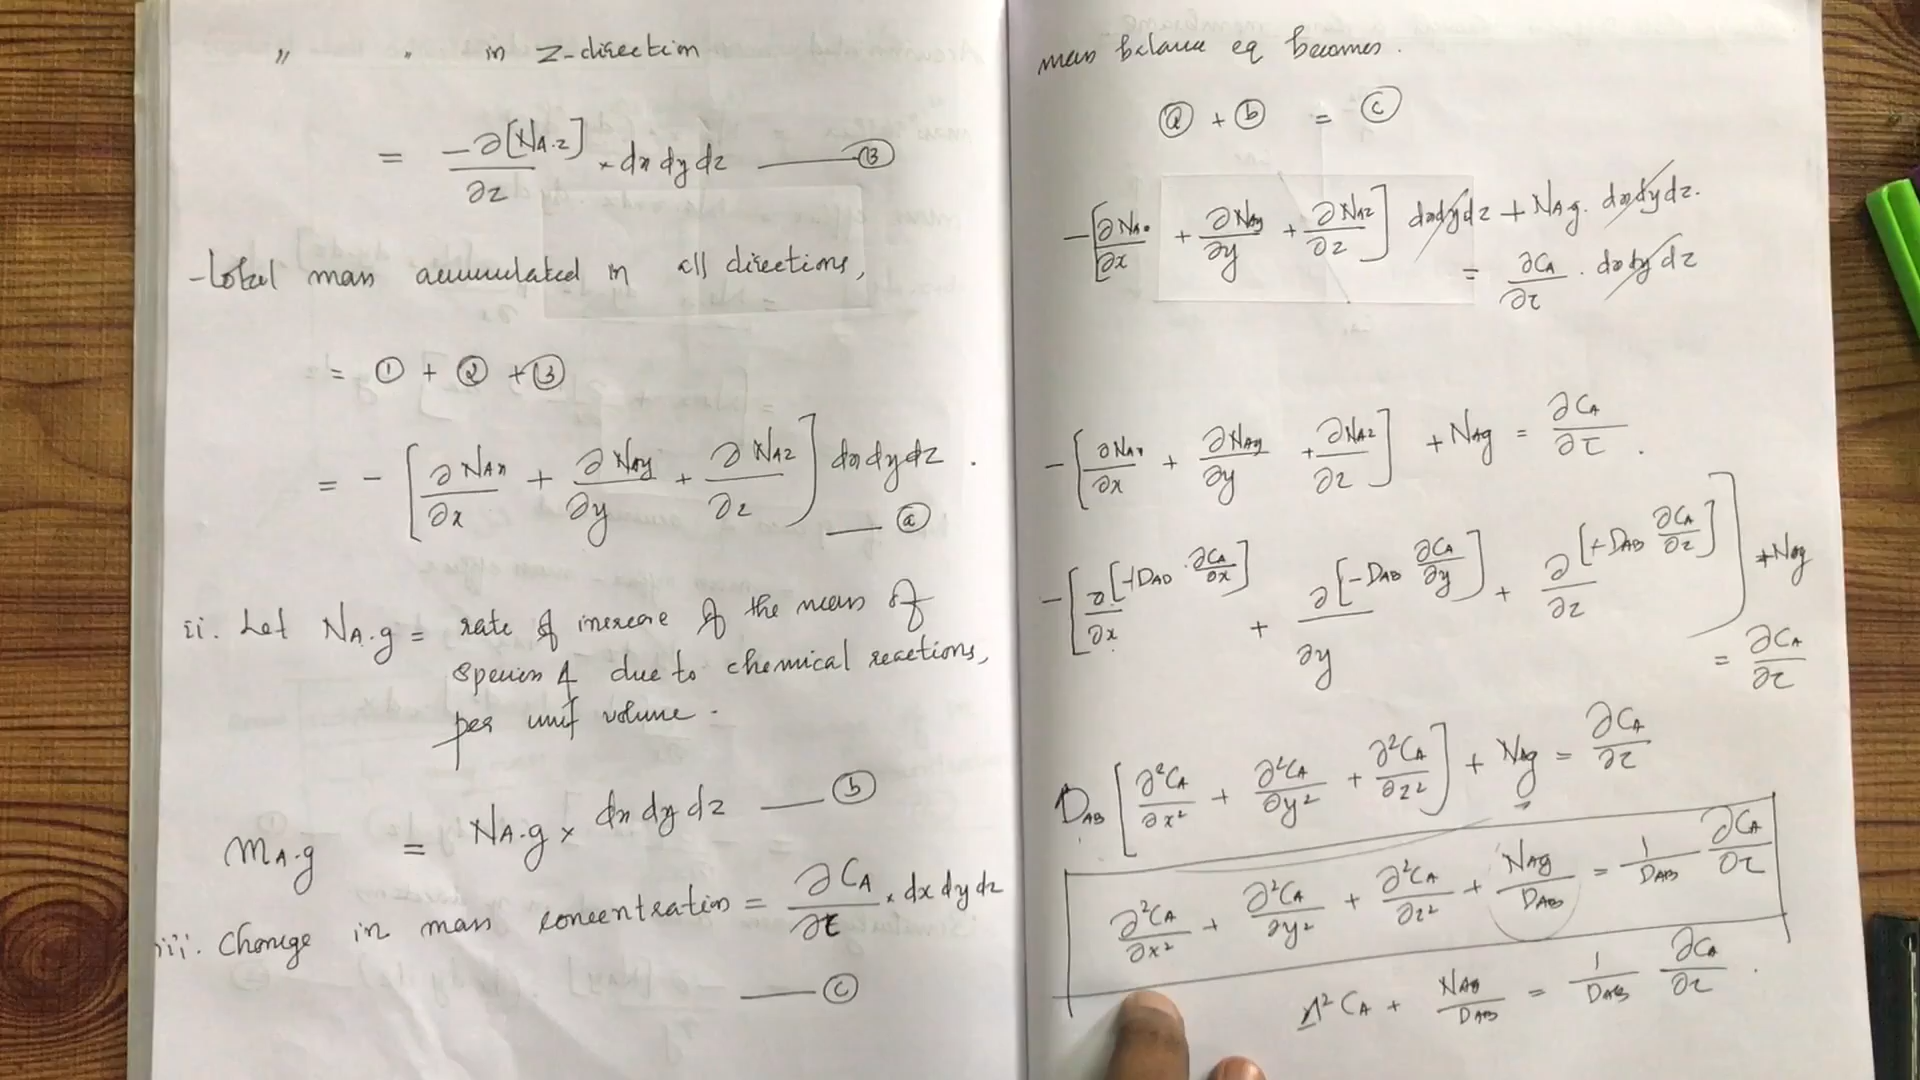 " " in Z-direction
= -∂[NA.z]/∂z × dx dy dz —— ③
-total mass accumulated in all directions,
= ① + ② + ③
= - [∂NAx/∂x + ∂NAy/∂y + ∂NAz/∂z] dx dy dz .
—— ⓐ
ii. Let NA.g = rate of increase of the mass of
species A due to chemical reactions,
per unit volume.
mA.g = NA.g × dx dy dz —— ⓑ
iii. Change in mass concentration = ∂CA/∂τ × dx dy dz
—— ⓒ
mass balance eq becomes.
ⓐ + ⓑ = ⓒ
-[∂NAx/∂x + ∂NAy/∂y + ∂NAz/∂z] dx dy dz + NAg. dx dy dz.
= ∂CA/∂τ . dx dy dz
-[∂NAx/∂x + ∂NAy/∂y + ∂NAz/∂z] + NAg = ∂CA/∂τ .
-[∂[-DAB . ∂CA/∂x]/∂x + ∂[-DAB ∂CA/∂y]/∂y + ∂[-DAB ∂CA/∂z]/∂z] + NAg
= ∂CA/∂τ
DAB [∂²CA/∂x² + ∂²CA/∂y² + ∂²CA/∂z²] + NAg = ∂CA/∂τ
∂²CA/∂x² + ∂²CA/∂y² + ∂²CA/∂z² + NAg/DAB = 1/DAB ∂CA/∂τ
Δ² CA + NAg/DAB = 1/DAB ∂CA/∂τ .